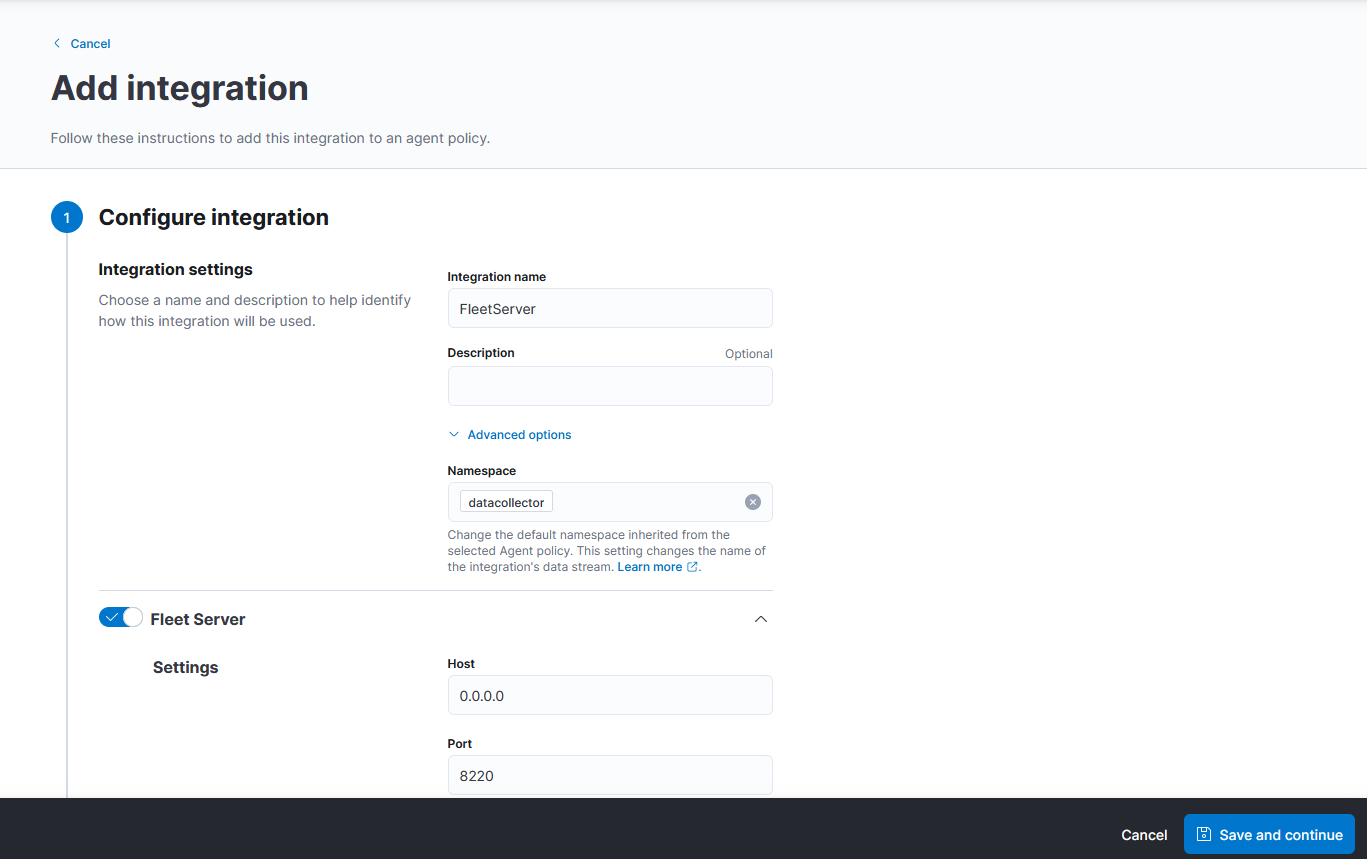 Cancel
Add integration
Follow these instructions to add this integration to an agent policy.
1
Configure integration
Integration settings
Choose a name and description to help identify
how this integration will be used.
Integration name
FleetServer
Description
Optional
Advanced options
Namespace
datacollector
Change the default namespace inherited from the
selected Agent policy. This setting changes the name of
the integration's data stream. Learn more .
Fleet Server
Settings
Host
0.0.0.0
Port
8220
Cancel
Save and continue